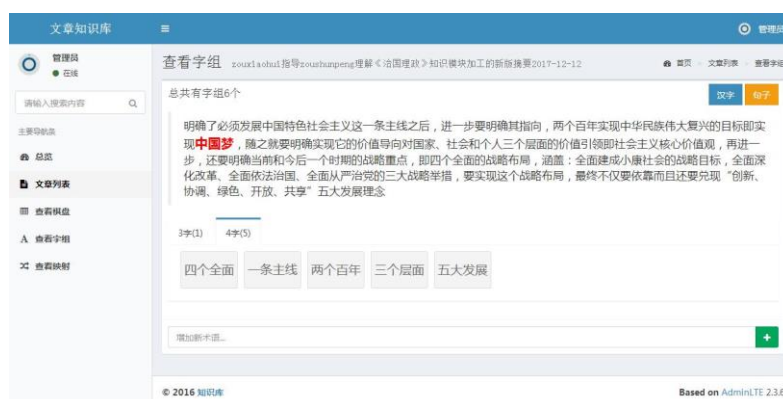 文章知识库
管理员
查看字组 zouxiaohui指导zoushunpeng理解《治国理政》知识模块加工的新版摘要2017-12-12
首页
文章列表
查看字组
管理员
在线
请输入搜索内容
主要导航菜
总览
文章列表
查看棋盘
A 查看字组
查看映射
总共有字组6个
汉字
句子
明确了必须发展中国特色社会主义这一条主线之后，进一步要明确其指向，两个百年实现中华民族伟大复兴的目标即实
现中国梦，随之就要明确实现它的价值导向对国家、社会和个人三个层面的价值引领即社会主义核心价值观，再进一
步，还要明确当前和今后一个时期的战略重点，即四个全面的战略布局，涵盖：全面建成小康社会的战略目标，全面深
化改革、全面依法治国、全面从严治党的三大战略举措，要实现这个战略布局，最终不仅要依靠而且还要兑现“创新、
协调、绿色、开放、共享”五大发展理念
3字(1)
4字(5)
四个全面
一条主线
两个百年
三个层面
五大发展
增加新术语...
© 2016 知识库
Based on AdminLTE 2.3.6